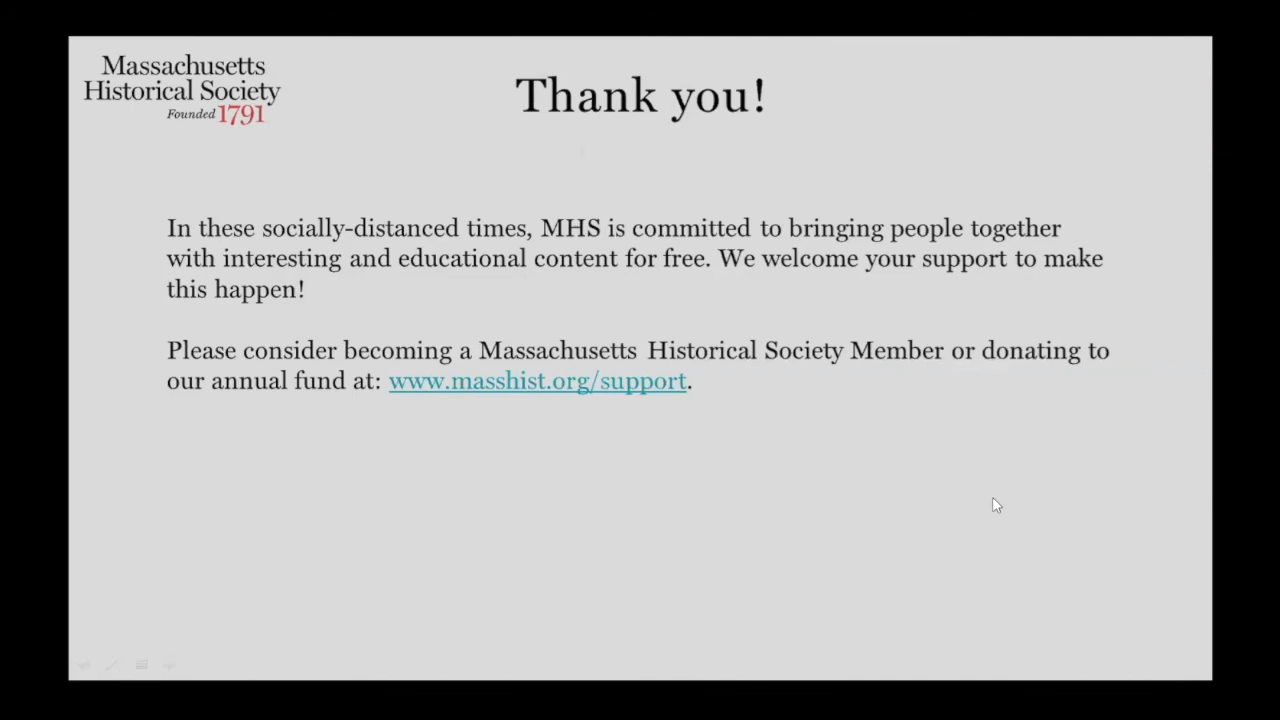 Massachusetts
Historical Society
Founded 1791
Thank you!
In these socially-distanced times, MHS is committed to bringing people together
with interesting and educational content for free. We welcome your support to make
this happen!
Please consider becoming a Massachusetts Historical Society Member or donating to
our annual fund at: www.masshist.org/support.